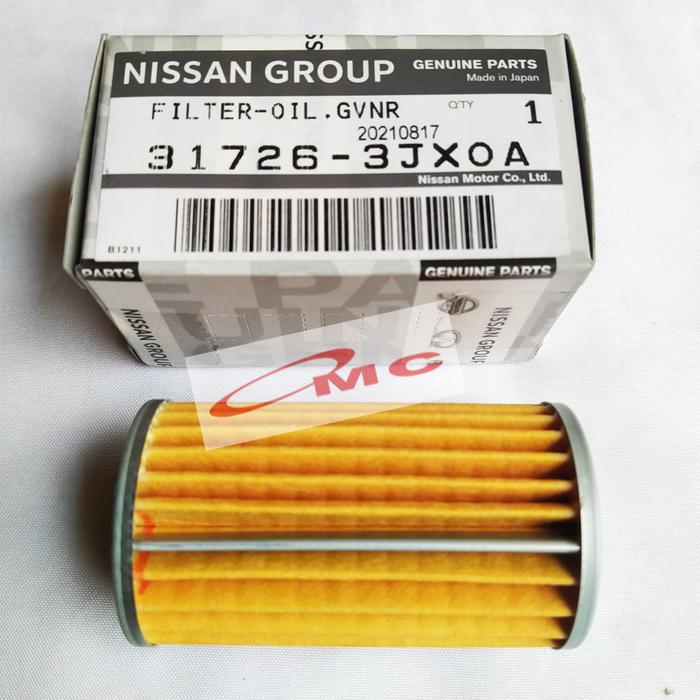 SS
NISSAN GROUP
GENUINE PARTS
Made in Japan
FILTER-OIL.GVNR
QTY
1
20210817
31726-3JX0A
Nissan Motor Co., Ltd.
B1211
PARTS
GENUINE PARTS
NISSAN GROUP
NISSAN GROUP
MC